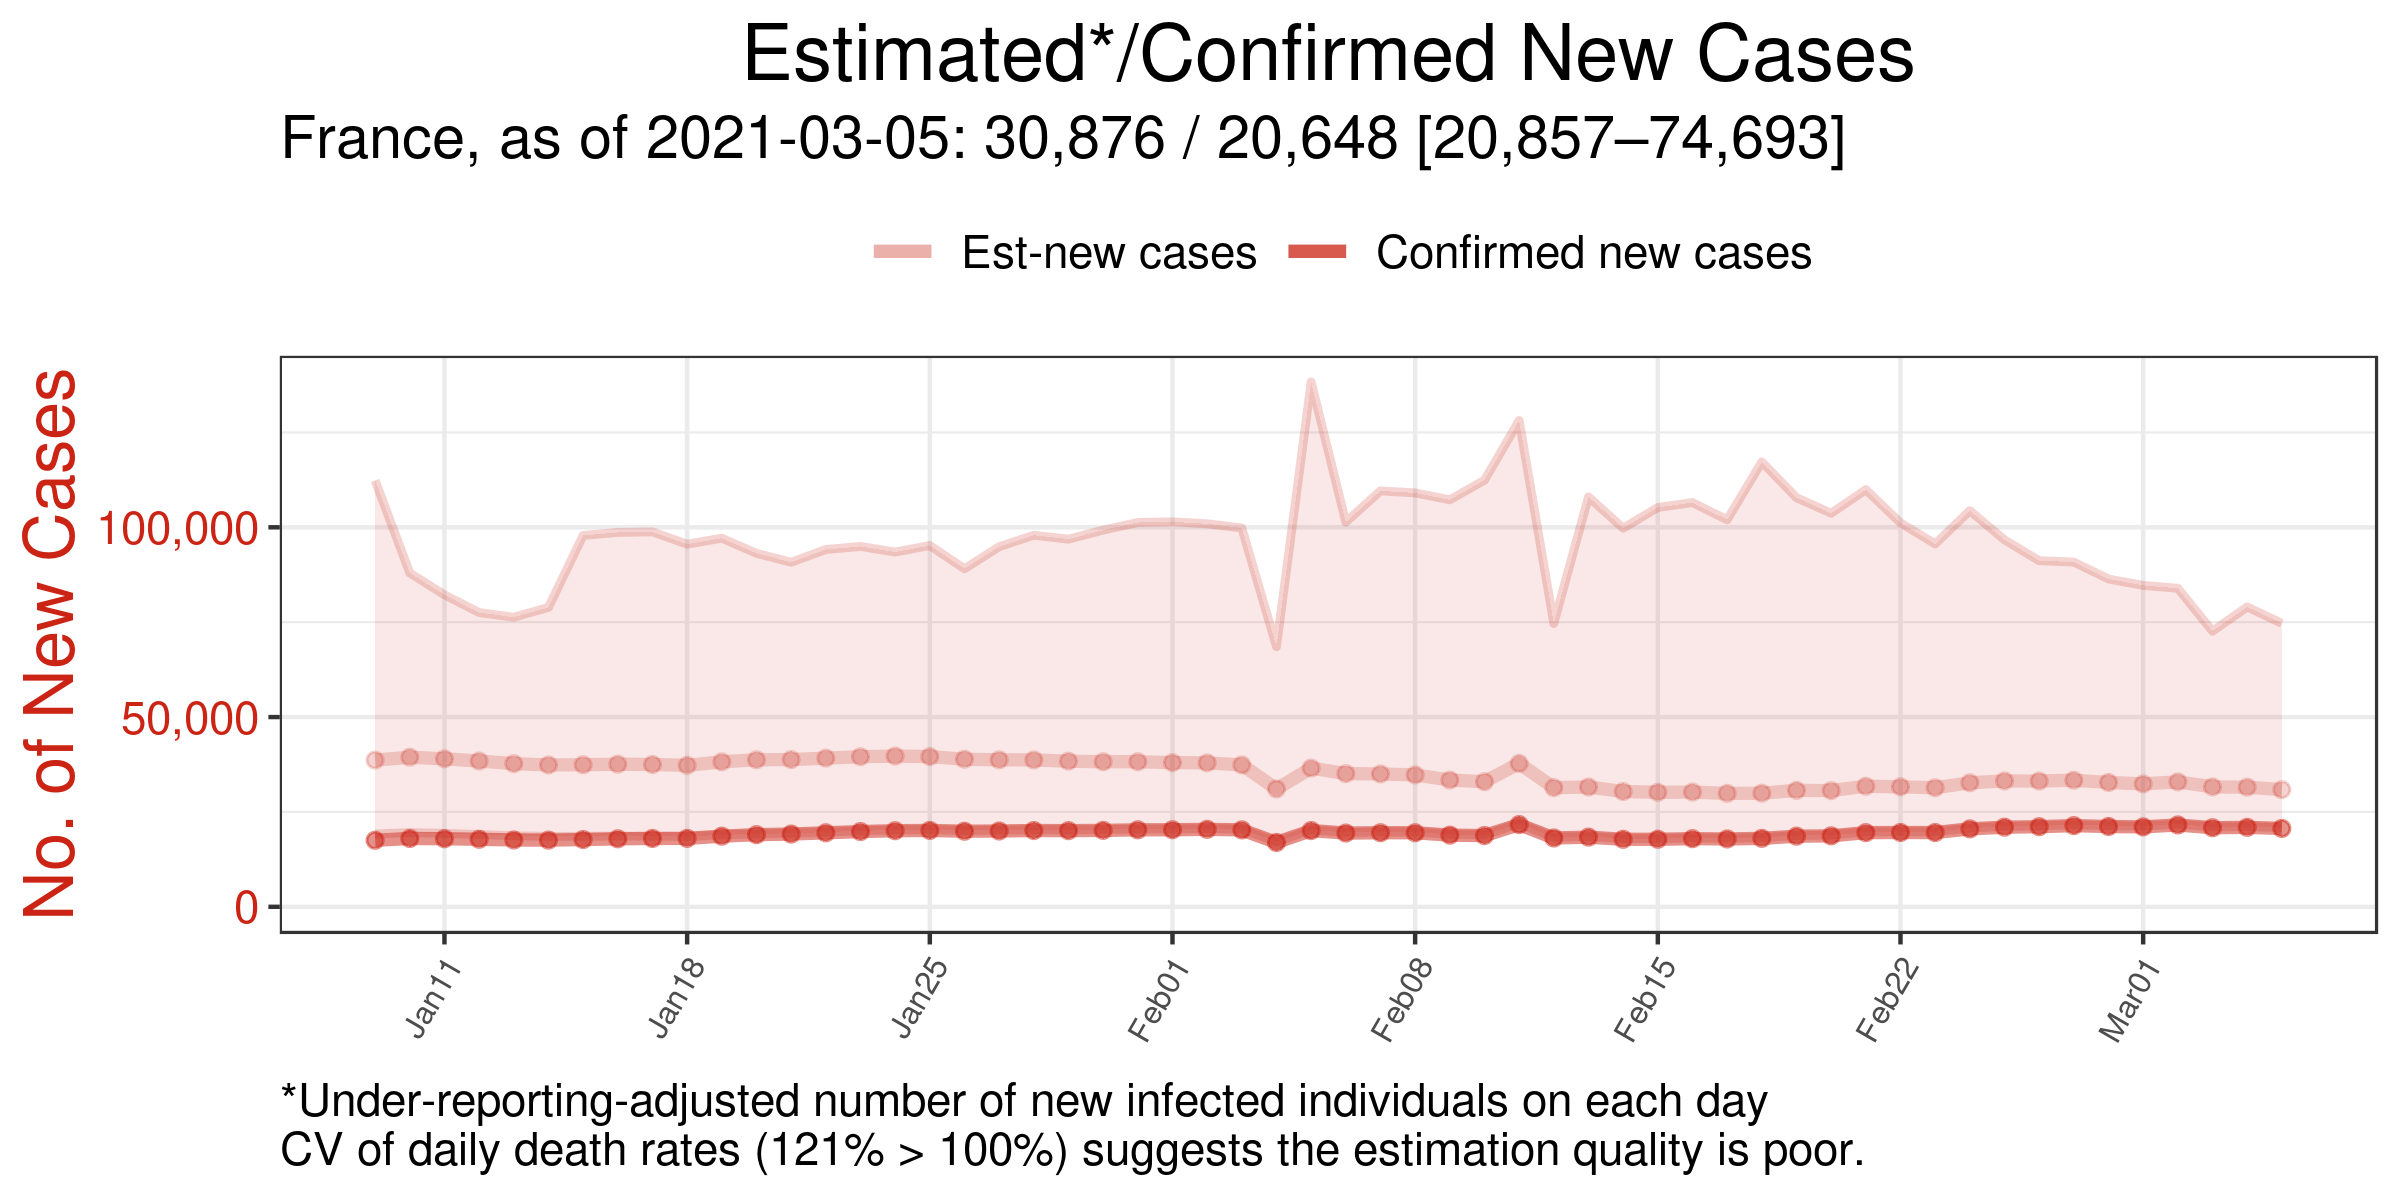 Estimated*/Confirmed New Cases
France, as of 2021-03-05: 30,876 / 20,648 [20,857–74,693]
Est-new cases
Confirmed new cases
No. of New Cases
100,000
50,000
0
Jan11
Jan18
Jan25
Feb01
Feb08
Feb15
Feb22
Mar01
*Under-reporting-adjusted number of new infected individuals on each day
CV of daily death rates (121% > 100%) suggests the estimation quality is poor.